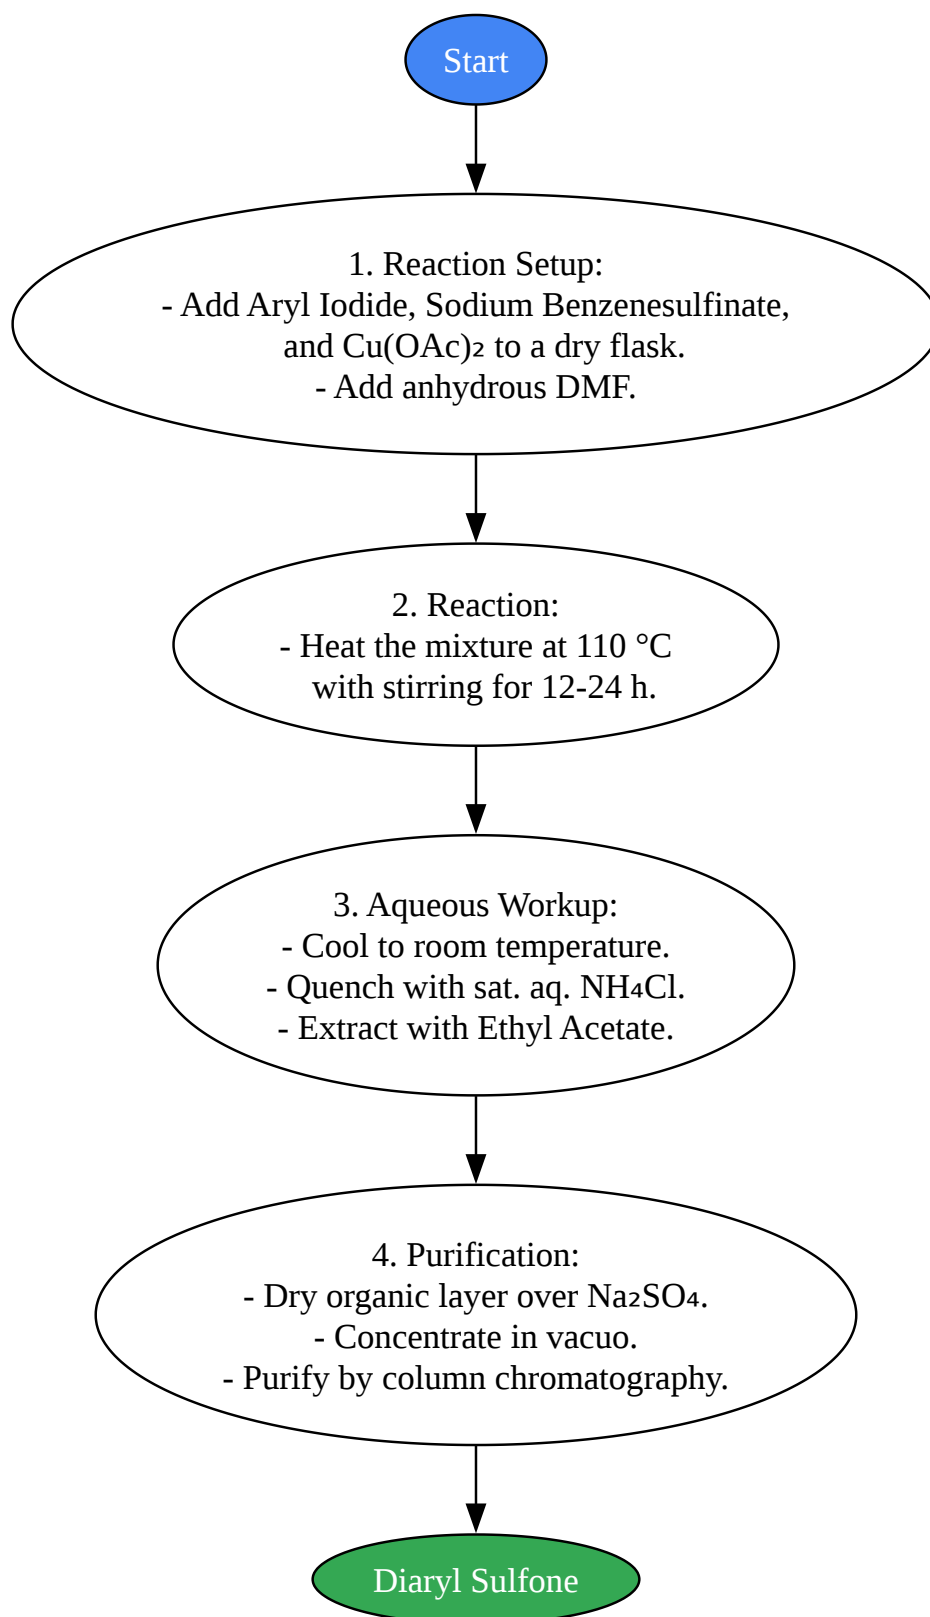 Start
1. Reaction Setup:
- Add Aryl Iodide, Sodium Benzenesulfinate,
and Cu(OAc)₂ to a dry flask.
- Add anhydrous DMF.
2. Reaction:
- Heat the mixture at 110 °C
with stirring for 12-24 h.
3. Aqueous Workup:
- Cool to room temperature.
- Quench with sat. aq. NH₄Cl.
- Extract with Ethyl Acetate.
4. Purification:
- Dry organic layer over Na₂SO₄.
- Concentrate in vacuo.
- Purify by column chromatography.
Diaryl Sulfone